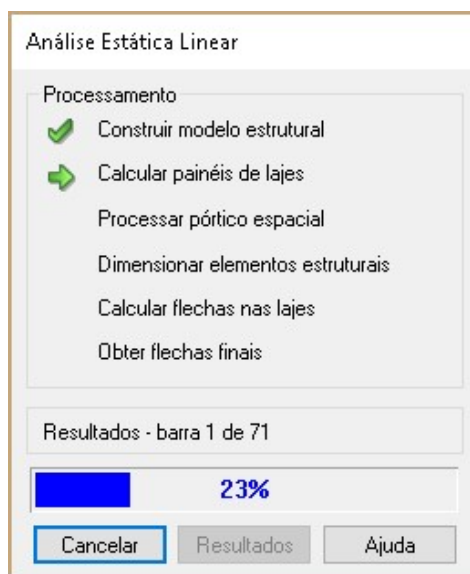 Análise Estática Linear
Processamento
Construir modelo estrutural
Calcular painéis de lajes
Processar pórtico espacial
Dimensionar elementos estruturais
Calcular flechas nas lajes
Obter flechas finais
Resultados - barra 1 de 71
23%
Cancelar Resultados Ajuda